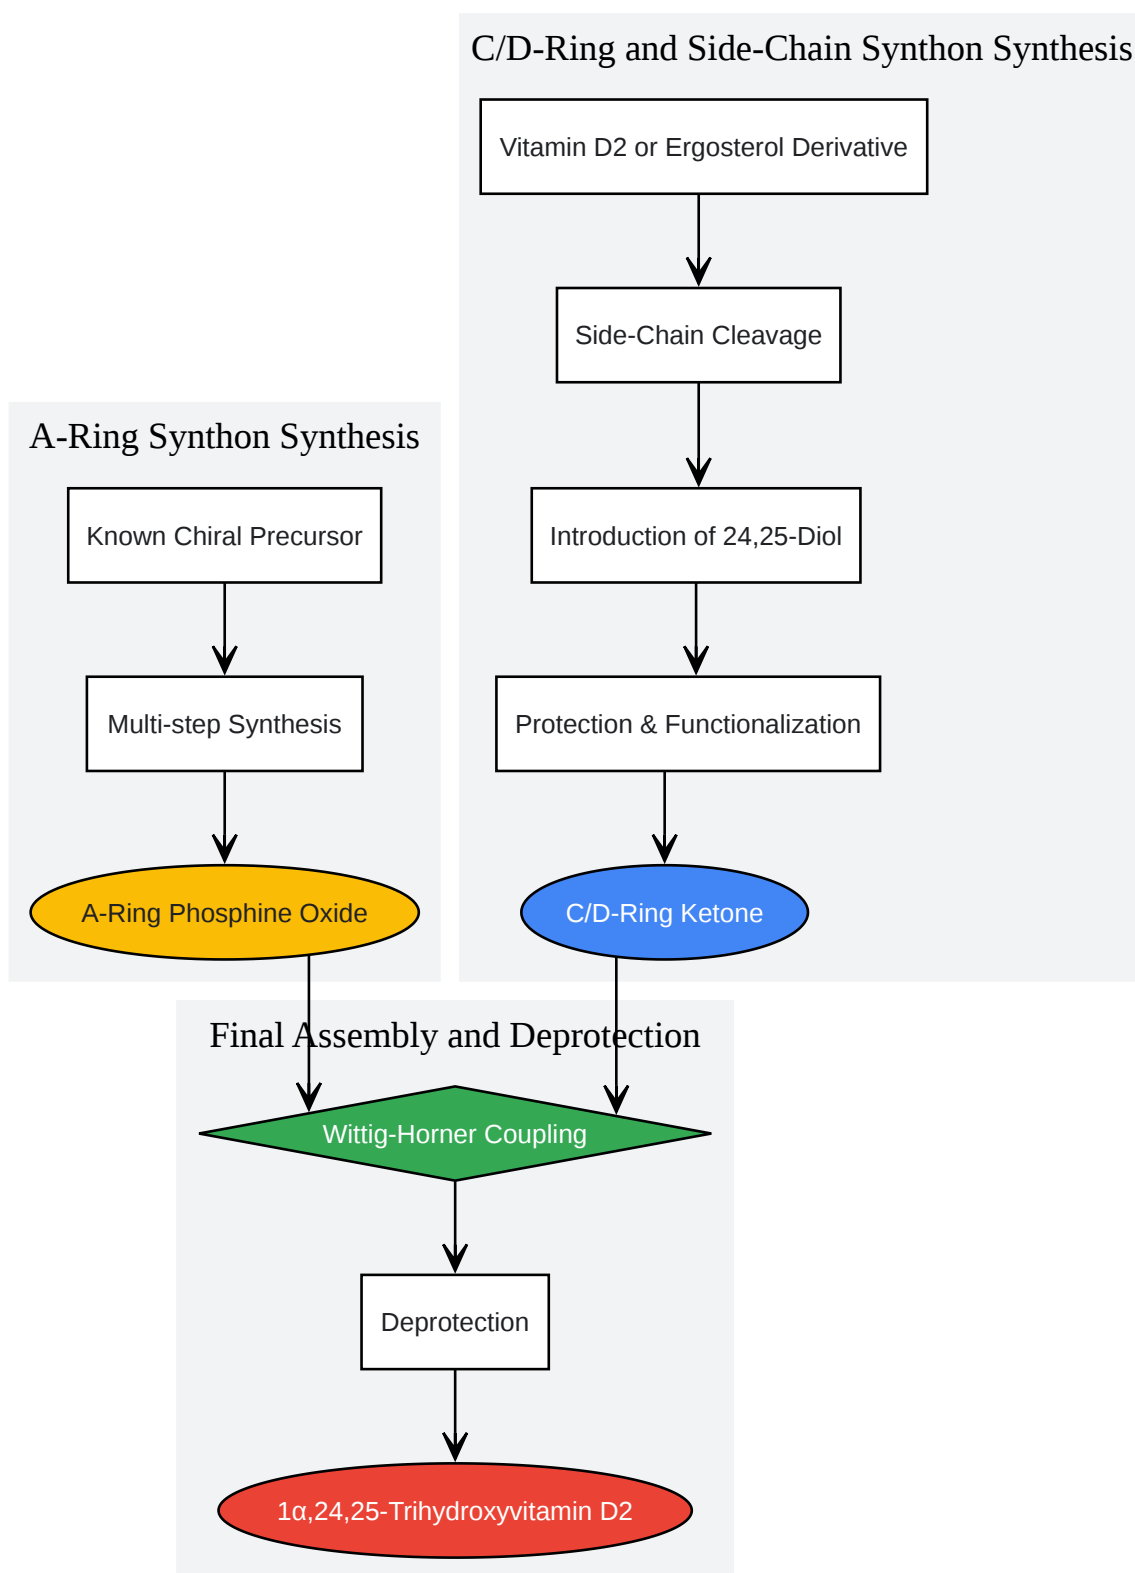 C/D-Ring and Side-Chain Synthon Synthesis
Vitamin D2 or Ergosterol Derivative
Side-Chain Cleavage
Introduction of 24,25-Diol
Protection & Functionalization
C/D-Ring Ketone
A-Ring Synthon Synthesis
Known Chiral Precursor
Multi-step Synthesis
A-Ring Phosphine Oxide
Final Assembly and Deprotection
Wittig-Horner Coupling
Deprotection
1α,24,25-Trihydroxyvitamin D2